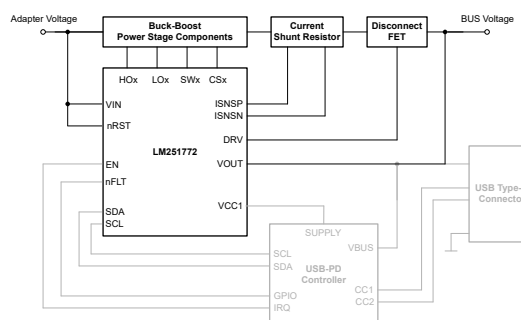 Adapter Voltage
Buck-Boost
Power Stage Components
Current
Shunt Resistor
Disconnect
FET
BUS Voltage
HOx LOx SWx CSx
VIN
nRST
ISNSP
ISNSN
DRV
LM251772
EN
VOUT
nFLT
SDA
SCL
VCC1
USB Type-
Connecto
SUPPLY
VBUS
SCL
SDA
USB-PD
Controller
GPIO
IRQ
CC1
CC2